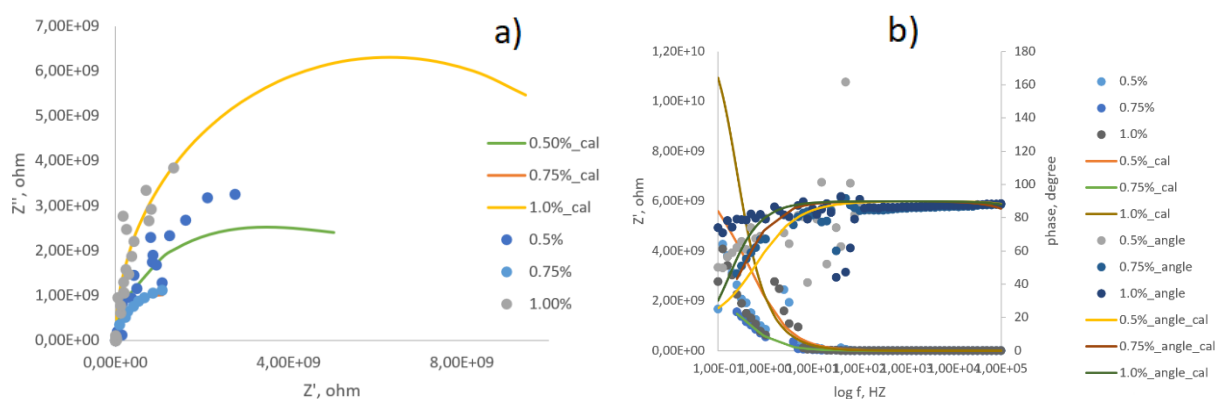 a)
7,00E+09
6,00E+09
5,00E+09
4,00E+09
3,00E+09
2,00E+09
1,00E+09
0,00E+00
Z'', ohm
0,00E+00 4,00E+09 8,00E+09
Z', ohm
0.50%_cal
0.75%_cal
1.0%_cal
0.5%
0.75%
1.00%
b)
1,20E+10
1,00E+10
8,00E+09
6,00E+09
4,00E+09
2,00E+09
0,00E+00
Z', ohm
180
160
140
120
100
80
60
40
20
0
phase, degree
1,00E-01 1,00E+00 1,00E+01 1,00E+02 1,00E+03 1,00E+04 1,00E+05
log f, HZ
0.5%
0.75%
1.0%
0.5%_cal
0.75%_cal
1.0%_cal
0.5%_angle
0.75%_angle
1.0%_angle
0.5%_angle_cal
0.75%_angle_cal
1.0%_angle_cal